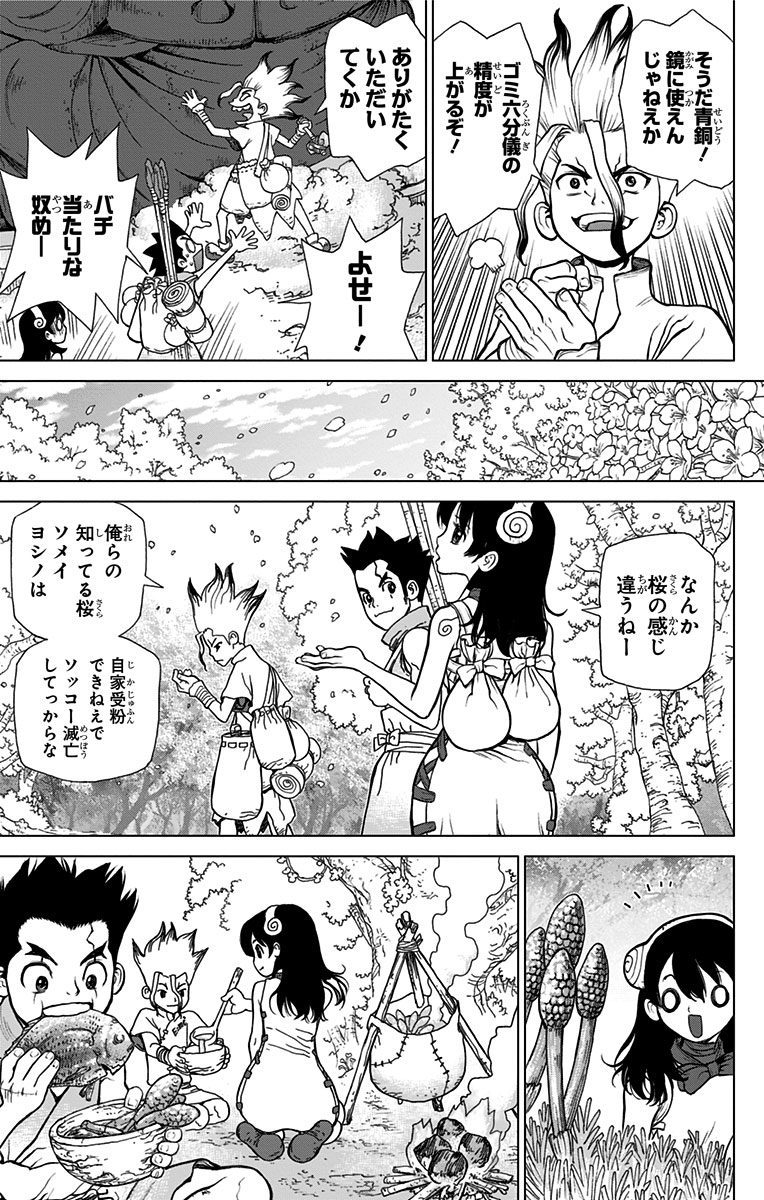 そうだ青銅!
鏡に使えん
じゃねえか
ゴミ六分儀の
精度が
上がるぞ!
ありがたく
いただい
てくか
よせー!
バチ
当たりな
奴めー
なんか
桜の感じ
違うねー
俺らの
知ってる桜
ソメイ
ヨシノは
自家受粉
できねえで
ソッコー滅亡
してっからな